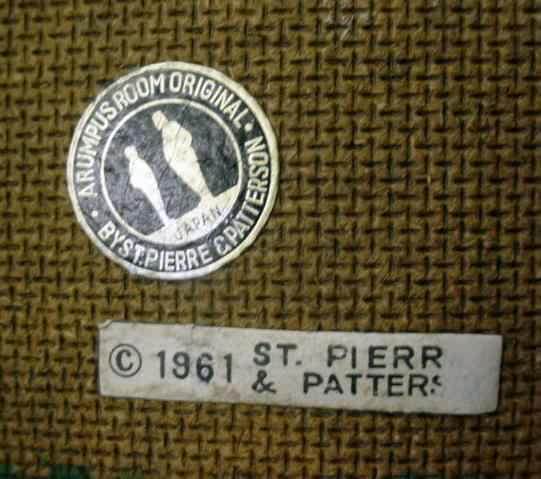 • A RUMPUS ROOM ORIGINAL •
BY ST. PIERRE & PATTERSON
JAPAN
© 1961 ST. PIERR
& PATTERS